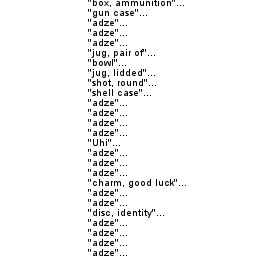 "box, ammunition"...
"gun case"...
"adze"...
"adze"...
"adze"...
"jug, pair of"...
"bowl"...
"jug, lidded"...
"shot, round"...
"shell case"...
"adze"...
"adze"...
"adze"...
"adze"...
"Uhi"...
"adze"...
"adze"...
"adze"...
"charm, good luck"...
"adze"...
"adze"...
"disc, identity"...
"adze"...
"adze"...
"adze"...
"adze"...